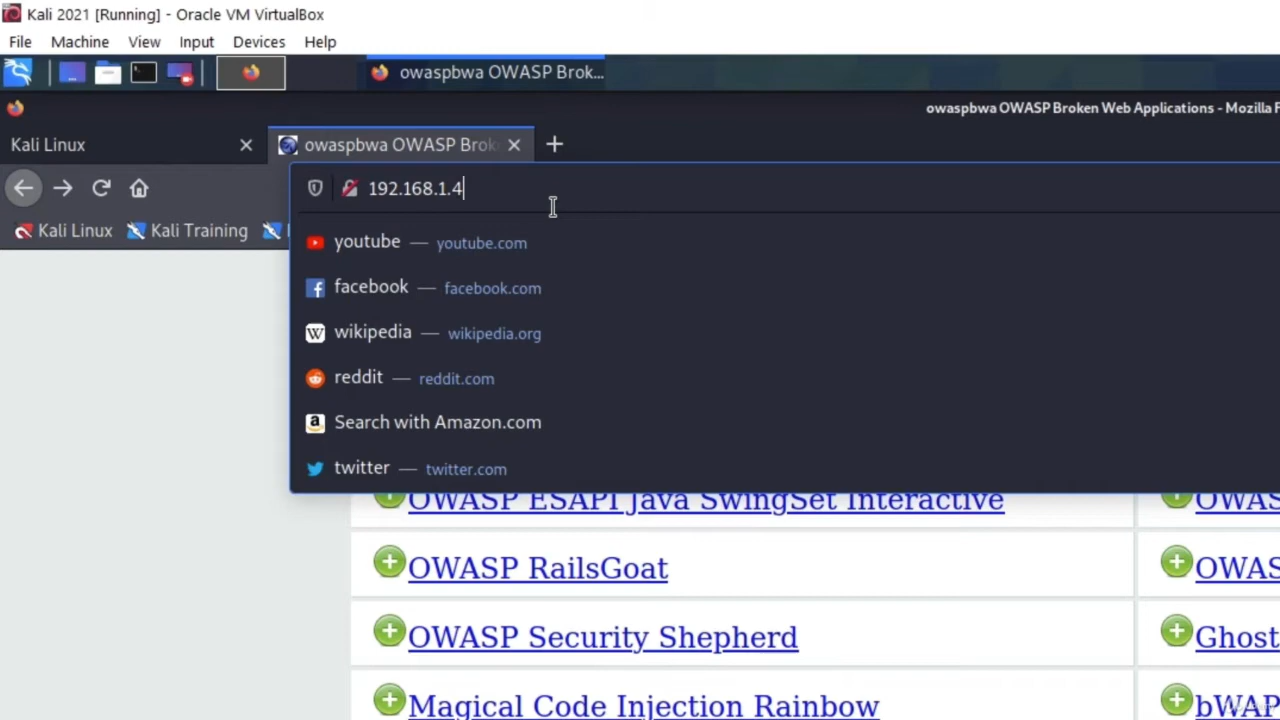 Kali 2021 [Running] - Oracle VM VirtualBox
File Machine View Input Devices Help
owaspbwa OWASP Brok...
owaspbwa OWASP Broken Web Applications - Mozilla F
Kali Linux
owaspbwa OWASP Brok
192.168.1.4
Kali Linux Kali Training
youtube — youtube.com
facebook — facebook.com
wikipedia — wikipedia.org
reddit — reddit.com
Search with Amazon.com
twitter — twitter.com
OWASP ESAPI Java SwingSet Interactive OWAS
OWASP RailsGoat OWAS
OWASP Security Shepherd Ghost
Magical Code Injection Rainbow bWAP